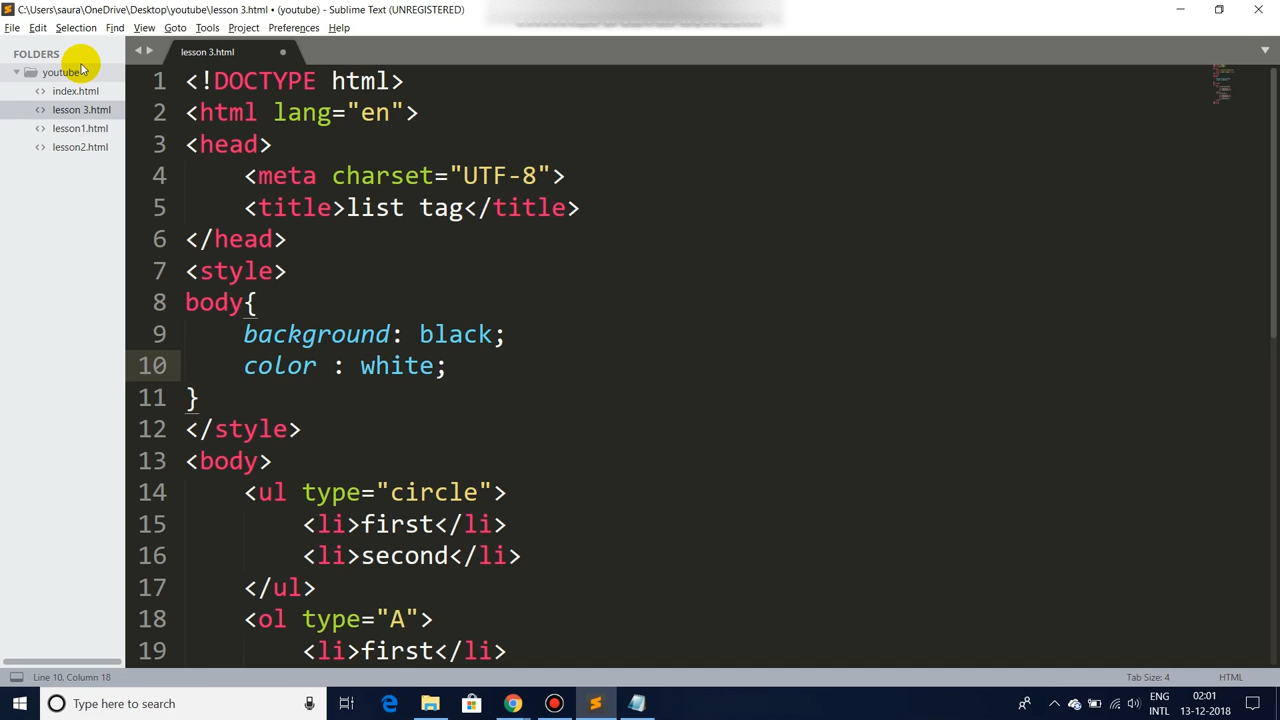 C:\Users\saura\OneDrive\Desktop\youtube\lesson 3.html • (youtube) - Sublime Text (UNREGISTERED)
File Edit Selection Find View Goto Tools Project Preferences Help
FOLDERS
youtube
index.html
lesson 3.html
lesson1.html
lesson2.html
lesson 3.html
1 <!DOCTYPE html>
2 <html lang="en">
3 <head>
4 <meta charset="UTF-8">
5 <title>list tag</title>
6 </head>
7 <style>
8 body{
9 background: black;
10 color : white;
11 }
12 </style>
13 <body>
14 <ul type="circle">
15 <li>first</li>
16 <li>second</li>
17 </ul>
18 <ol type="A">
19 <li>first</li>
Line 10, Column 18
Tab Size: 4
HTML
Type here to search
ENG
INTL
02:01
13-12-2018